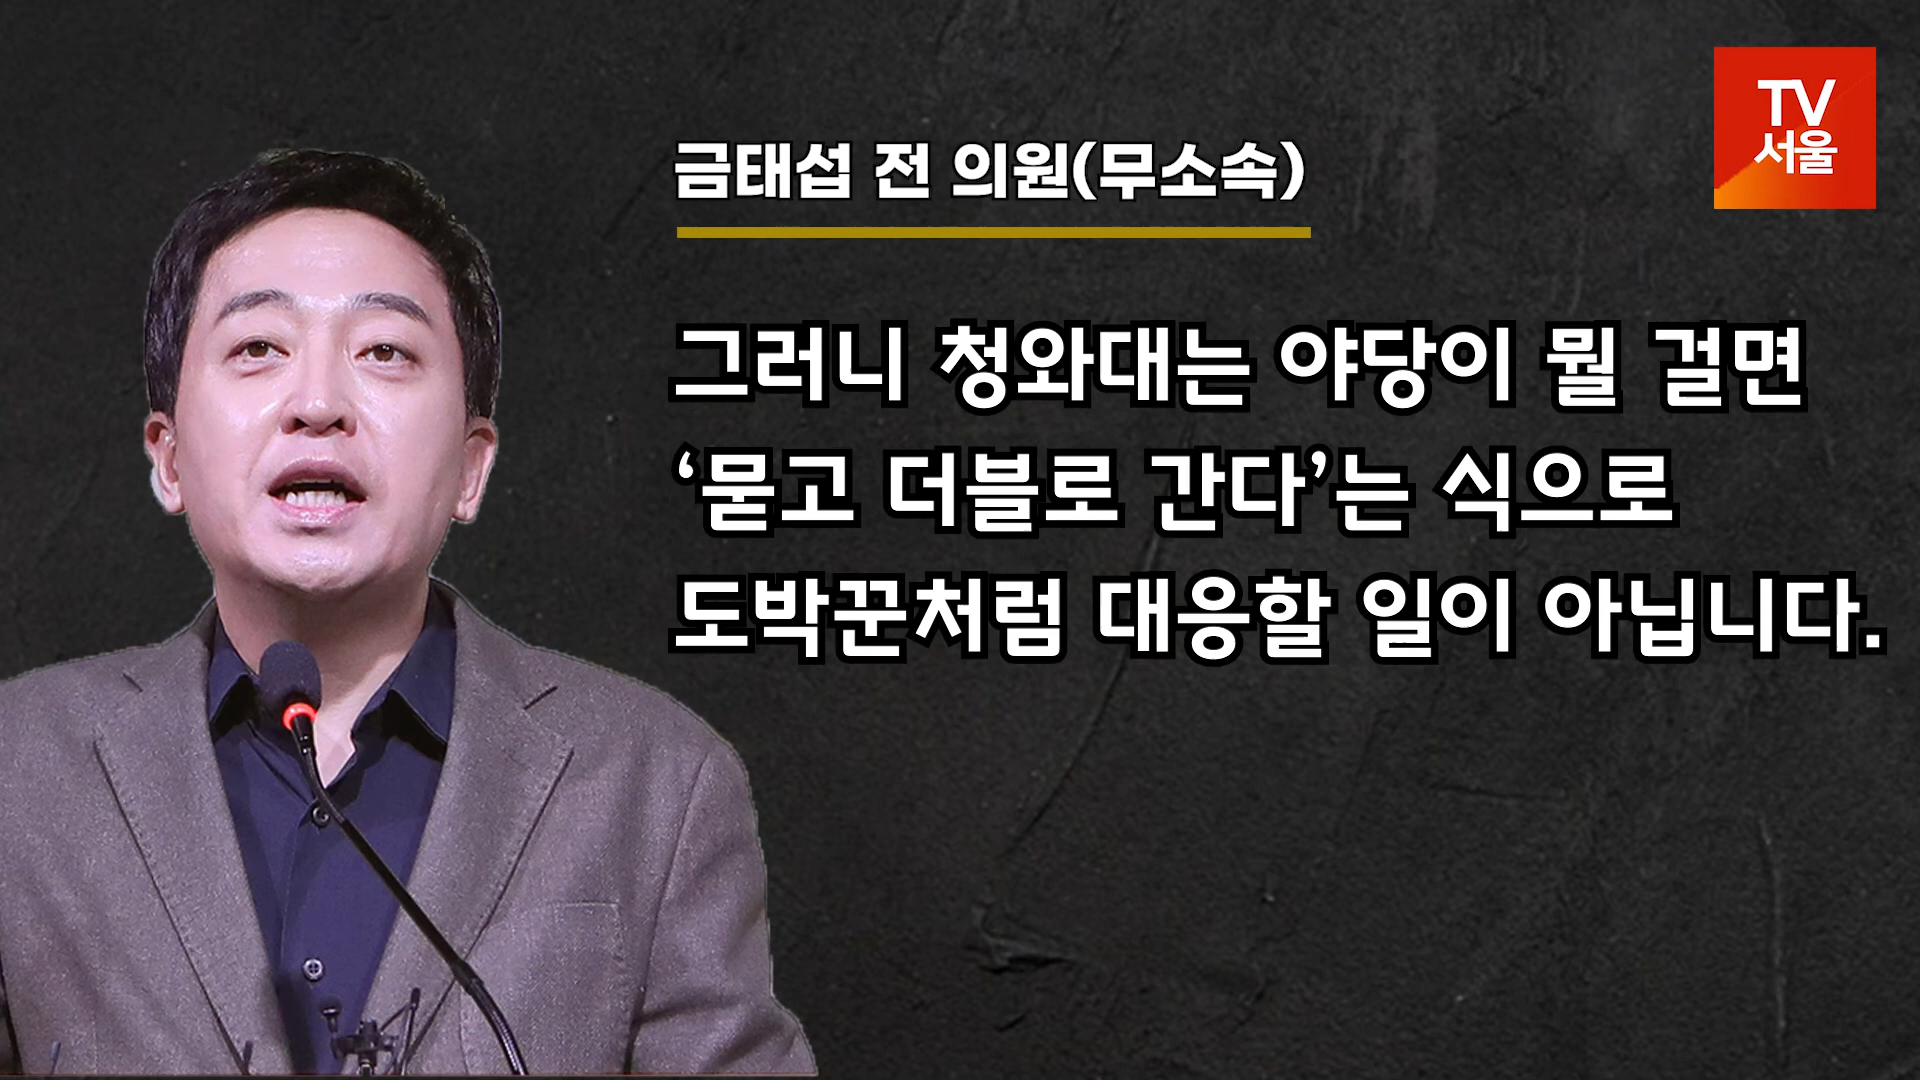 TV
서울
금태섭 전 의원(무소속)
그러니 청와대는 야당이 뭘 걸면
‘묻고 더블로 간다’는 식으로
도박꾼처럼 대응할 일이 아닙니다.